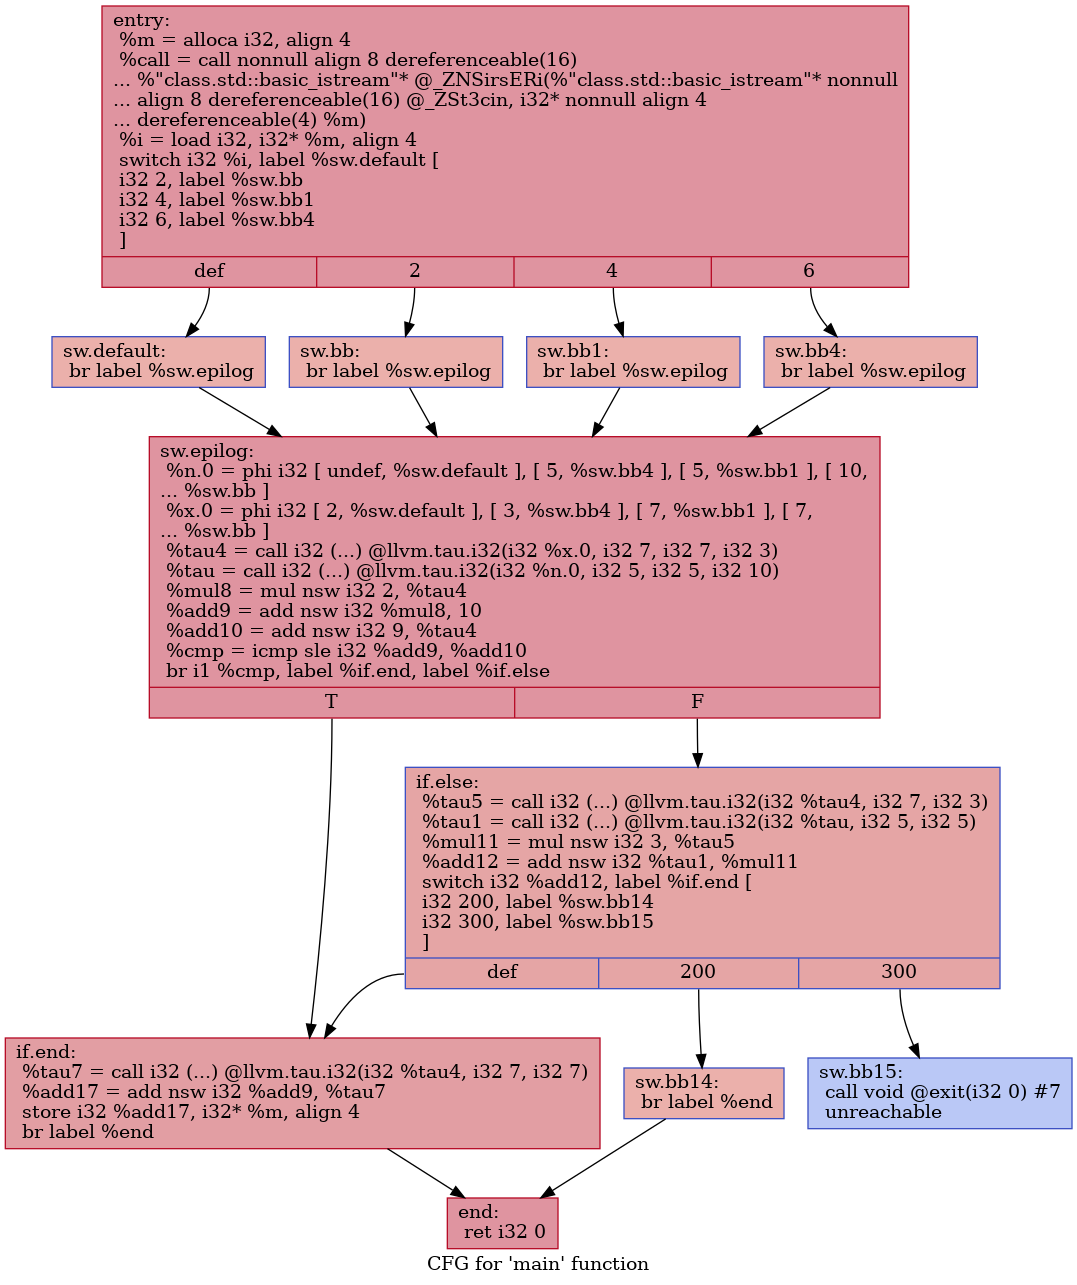 entry:
%m = alloca i32, align 4
%call = call nonnull align 8 dereferenceable(16)
... %"class.std::basic_istream"* @_ZNSirsERi(%"class.std::basic_istream"* nonnull
... align 8 dereferenceable(16) @_ZSt3cin, i32* nonnull align 4
... dereferenceable(4) %m)
%i = load i32, i32* %m, align 4
switch i32 %i, label %sw.default [
i32 2, label %sw.bb
i32 4, label %sw.bb1
i32 6, label %sw.bb4
]
def
2
4
6
sw.default:
br label %sw.epilog
sw.bb:
br label %sw.epilog
sw.bb1:
br label %sw.epilog
sw.bb4:
br label %sw.epilog
sw.epilog:
%n.0 = phi i32 [ undef, %sw.default ], [ 5, %sw.bb4 ], [ 5, %sw.bb1 ], [ 10,
... %sw.bb ]
%x.0 = phi i32 [ 2, %sw.default ], [ 3, %sw.bb4 ], [ 7, %sw.bb1 ], [ 7,
... %sw.bb ]
%tau4 = call i32 (...) @llvm.tau.i32(i32 %x.0, i32 7, i32 7, i32 3)
%tau = call i32 (...) @llvm.tau.i32(i32 %n.0, i32 5, i32 5, i32 10)
%mul8 = mul nsw i32 2, %tau4
%add9 = add nsw i32 %mul8, 10
%add10 = add nsw i32 9, %tau4
%cmp = icmp sle i32 %add9, %add10
br i1 %cmp, label %if.end, label %if.else
T
F
if.else:
%tau5 = call i32 (...) @llvm.tau.i32(i32 %tau4, i32 7, i32 3)
%tau1 = call i32 (...) @llvm.tau.i32(i32 %tau, i32 5, i32 5)
%mul11 = mul nsw i32 3, %tau5
%add12 = add nsw i32 %tau1, %mul11
switch i32 %add12, label %if.end [
i32 200, label %sw.bb14
i32 300, label %sw.bb15
]
def
200
300
if.end:
%tau7 = call i32 (...) @llvm.tau.i32(i32 %tau4, i32 7, i32 7)
%add17 = add nsw i32 %add9, %tau7
store i32 %add17, i32* %m, align 4
br label %end
sw.bb14:
br label %end
sw.bb15:
call void @exit(i32 0) #7
unreachable
end:
ret i32 0
CFG for 'main' function